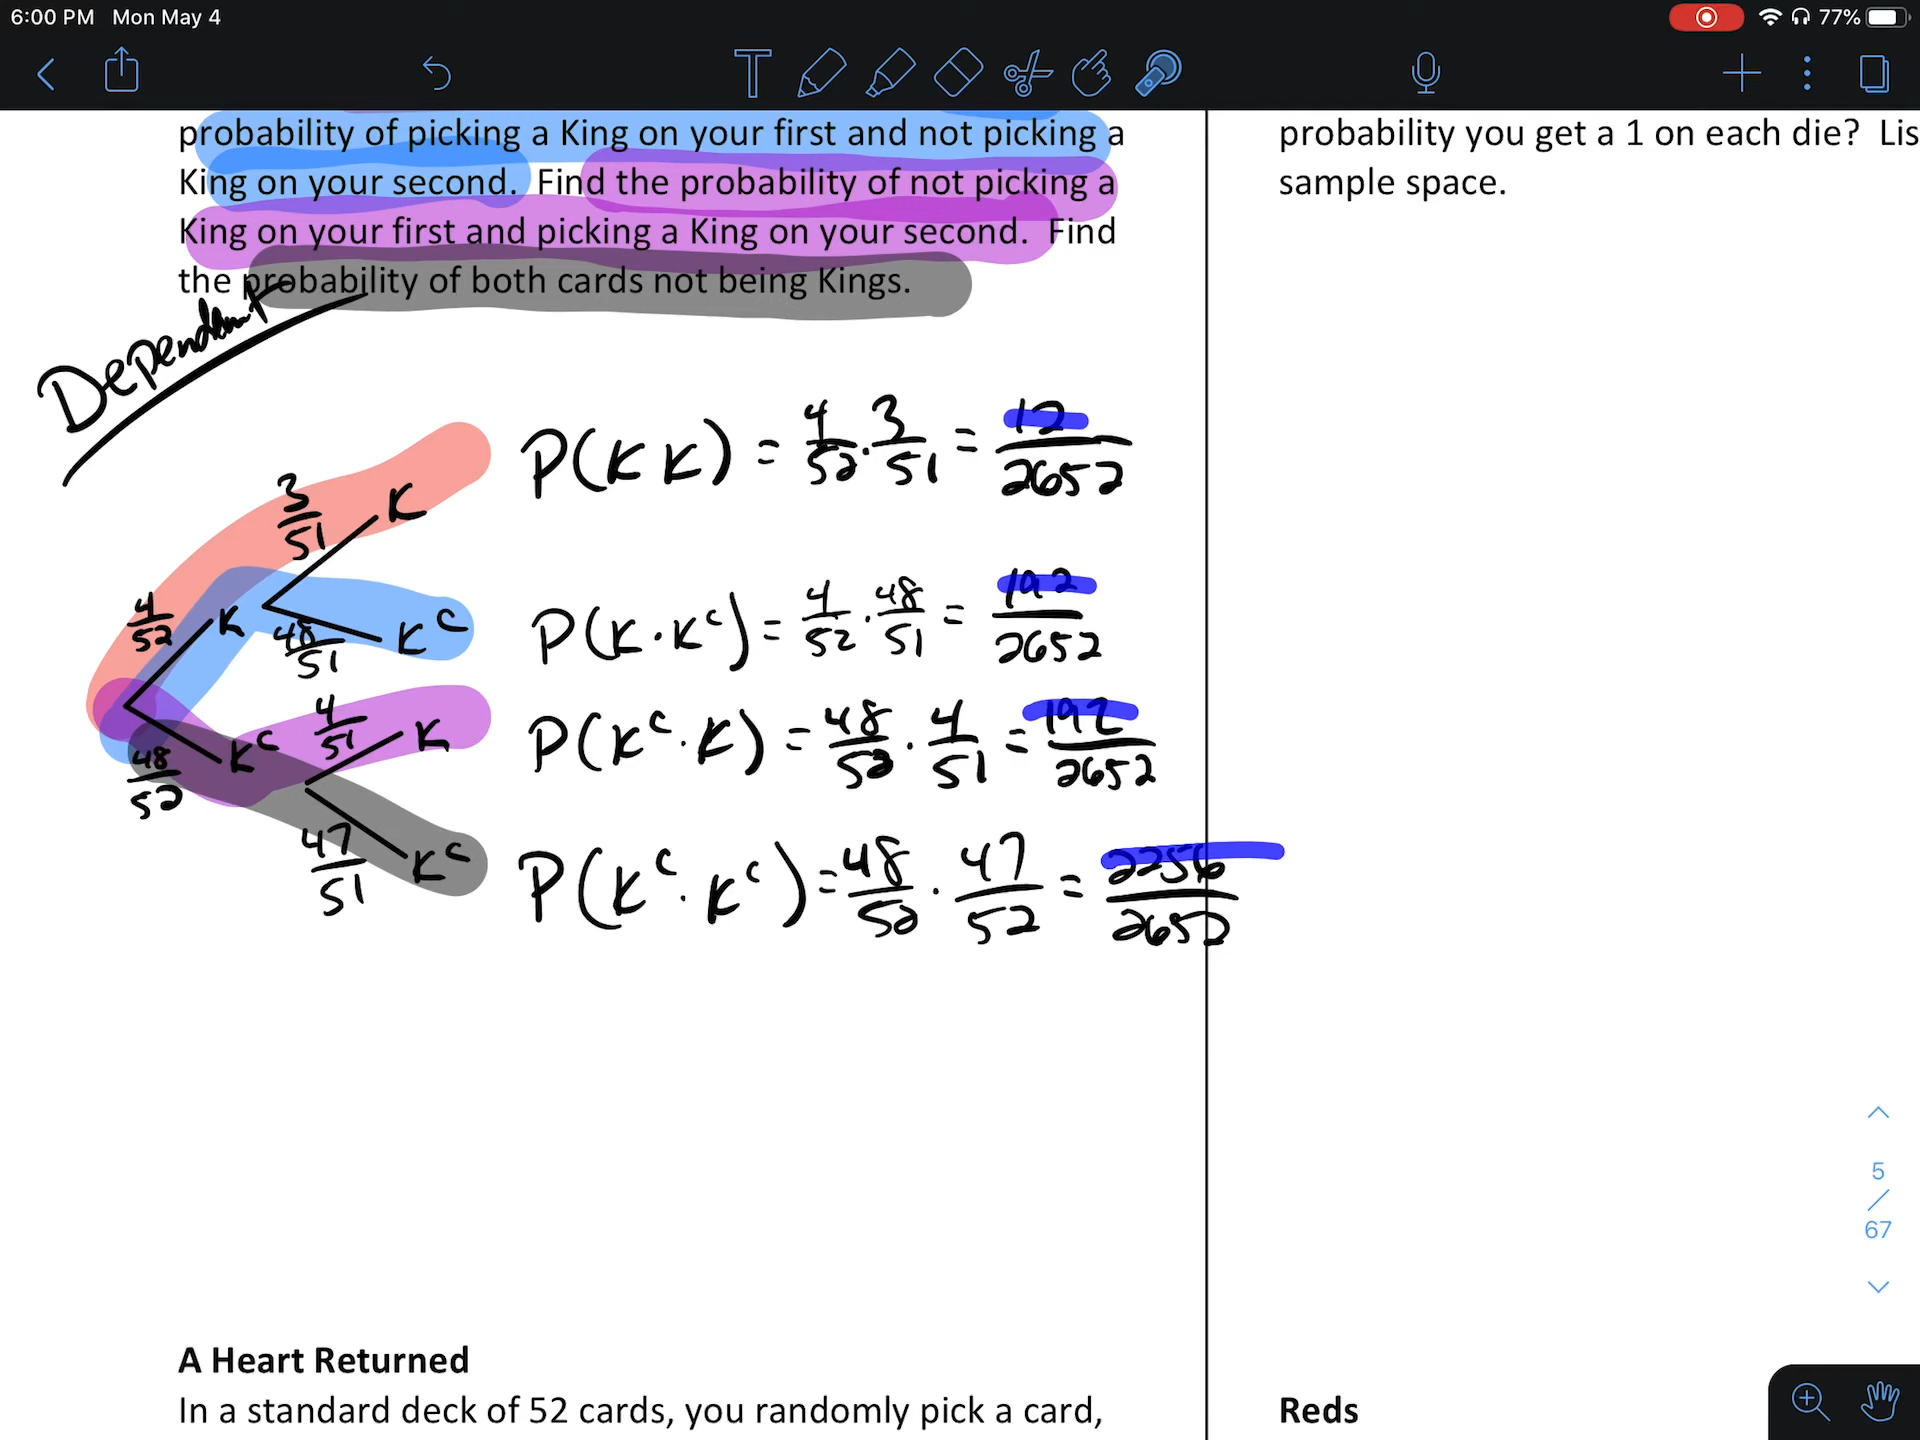 6:00 PM Mon May 4
77%
T
probability of picking a King on your first and not picking a
King on your second. Find the probability of not picking a
King on your first and picking a King on your second. Find
the probability of both cards not being Kings.
probability you get a 1 on each die? Lis
sample space.
Dependent
P(K K) = 4/52 · 3/51 = 12/2652
3/51 K
4/52 K
48/51 K^c
P(K · K^c) = 4/52 · 48/51 = 192/2652
4/51 K
48/52 K^c
P(K^c · K) = 48/52 · 4/51 = 192/2652
47/51 K^c
P(K^c · K^c) = 48/52 · 47/52 = 2256/2652
5
/
67
A Heart Returned
In a standard deck of 52 cards, you randomly pick a card,
Reds